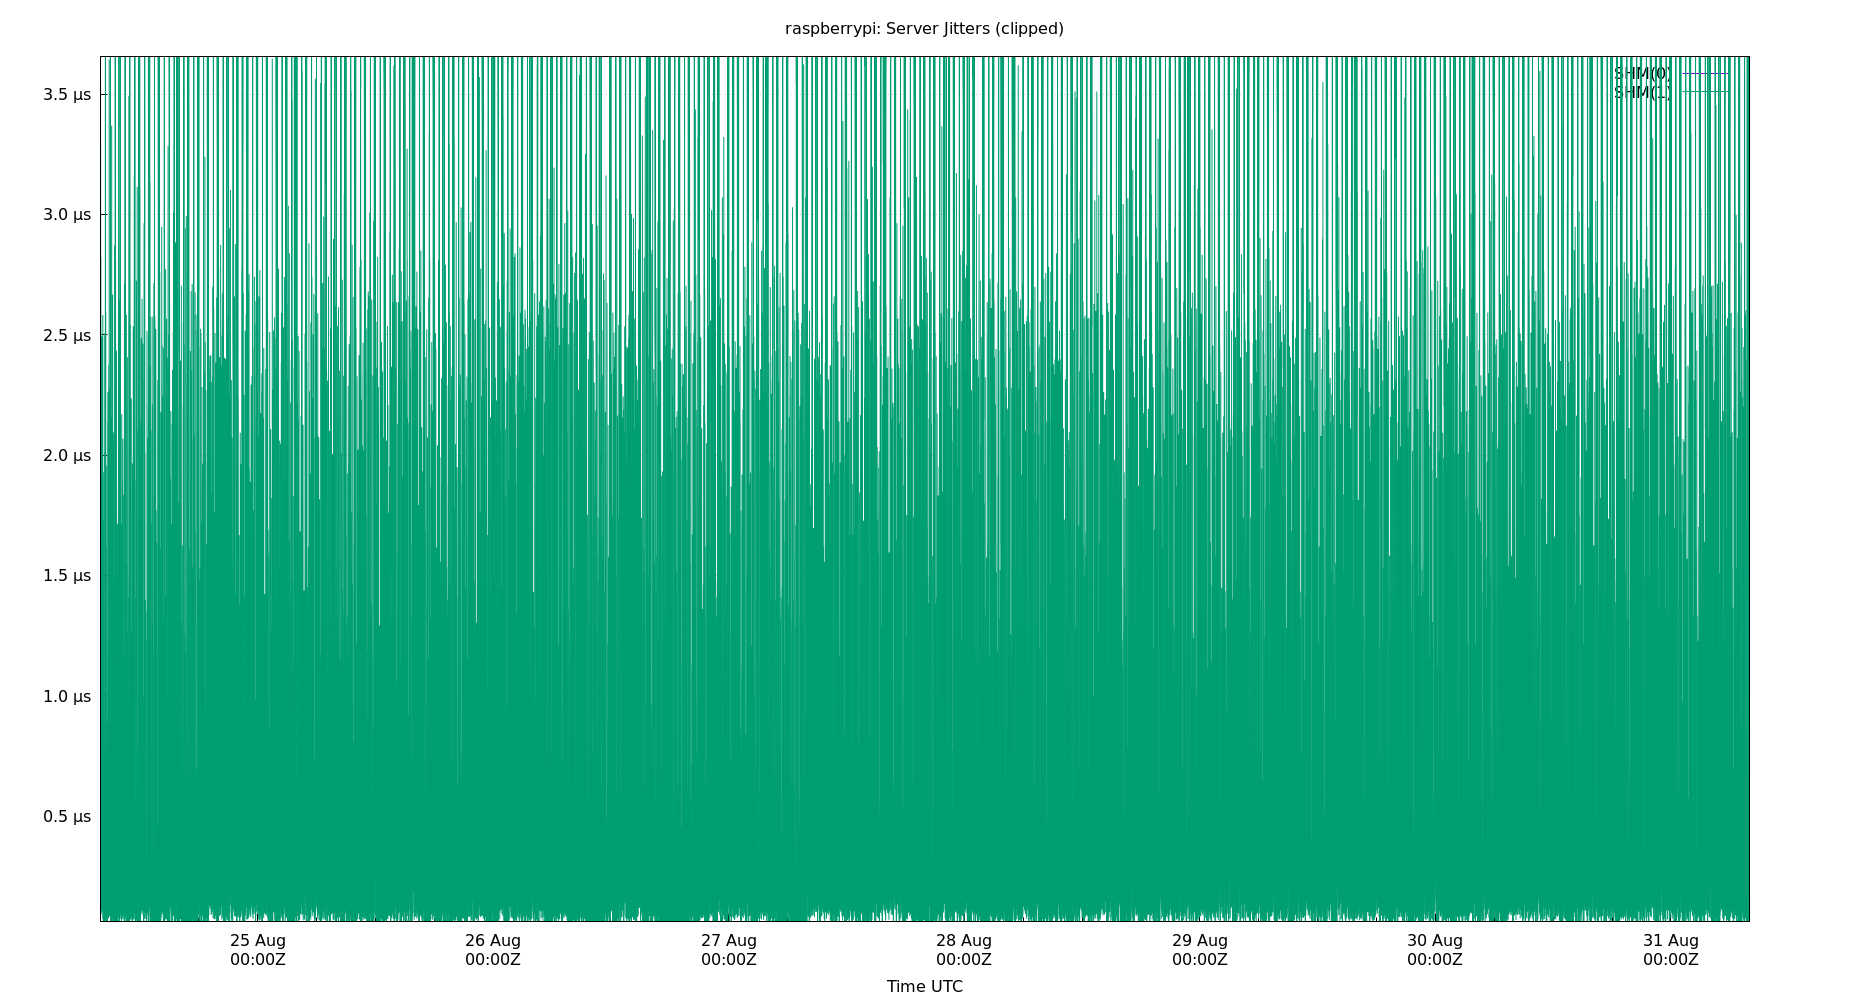 raspberrypi: Server Jitters (clipped)
SHM(0)
SHM(1)
3.5 µs
3.0 µs
2.5 µs
2.0 µs
1.5 µs
1.0 µs
0.5 µs
25 Aug
00:00Z
26 Aug
00:00Z
27 Aug
00:00Z
28 Aug
00:00Z
29 Aug
00:00Z
30 Aug
00:00Z
31 Aug
00:00Z
Time UTC